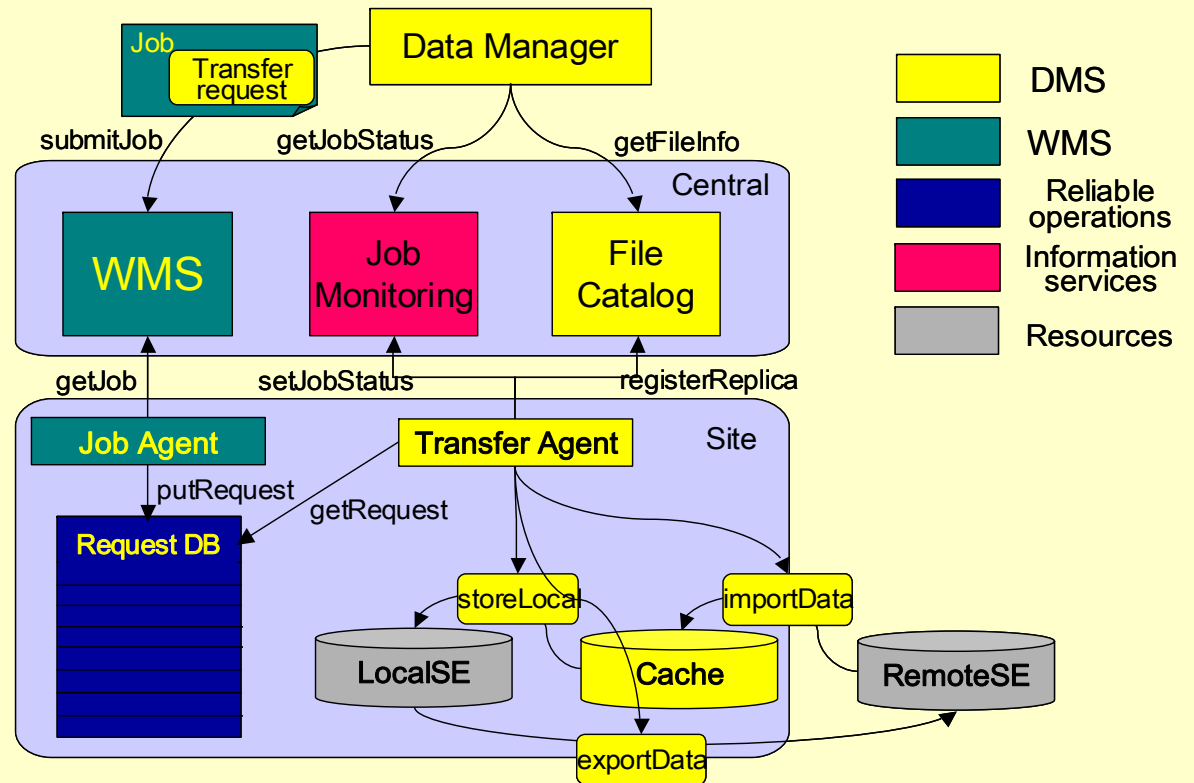 Job
Transfer
request
Data Manager
submitJob
getJobStatus
getFileInfo
Central
WMS
Job
Monitoring
File
Catalog
getJob
setJobStatus
registerReplica
Job Agent
Transfer Agent
Site
putRequest
getRequest
Request DB
storeLocal
importData
LocalSE
Cache
RemoteSE
exportData
DMS
WMS
Reliable
operations
Information
services
Resources